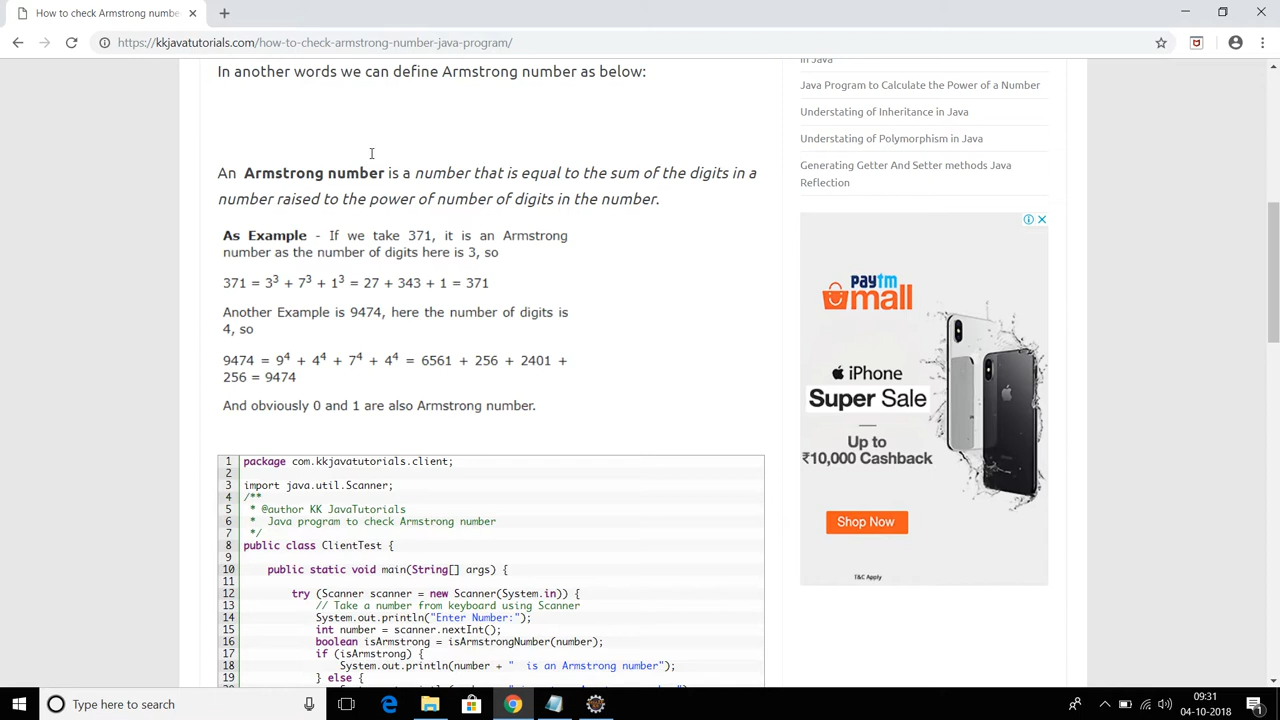 How to check Armstrong number
https://kkjavatutorials.com/how-to-check-armstrong-number-java-program/
In another words we can define Armstrong number as below:
An Armstrong number is a number that is equal to the sum of the digits in a
number raised to the power of number of digits in the number.
As Example - If we take 371, it is an Armstrong
number as the number of digits here is 3, so
371 = 3³ + 7³ + 1³ = 27 + 343 + 1 = 371
Another Example is 9474, here the number of digits is
4, so
9474 = 9⁴ + 4⁴ + 7⁴ + 4⁴ = 6561 + 256 + 2401 +
256 = 9474
And obviously 0 and 1 are also Armstrong number.
1 package com.kkjavatutorials.client;
2
3 import java.util.Scanner;
4 /**
5 * @author KK JavaTutorials
6 * Java program to check Armstrong number
7 */
8 public class ClientTest {
9
10 public static void main(String[] args) {
11
12 try (Scanner scanner = new Scanner(System.in)) {
13 // Take a number from keyboard using Scanner
14 System.out.println("Enter Number:");
15 int number = scanner.nextInt();
16 boolean isArmstrong = isArmstrongNumber(number);
17 if (isArmstrong) {
18 System.out.println(number + "  is an Armstrong number");
19 } else {
in Java
Java Program to Calculate the Power of a Number
Understating of Inheritance in Java
Understating of Polymorphism in Java
Generating Getter And Setter methods Java
Reflection
paytm
mall
iPhone
Super Sale
Up to
₹10,000 Cashback
Shop Now
T&C Apply
Type here to search
09:31
04-10-2018
1